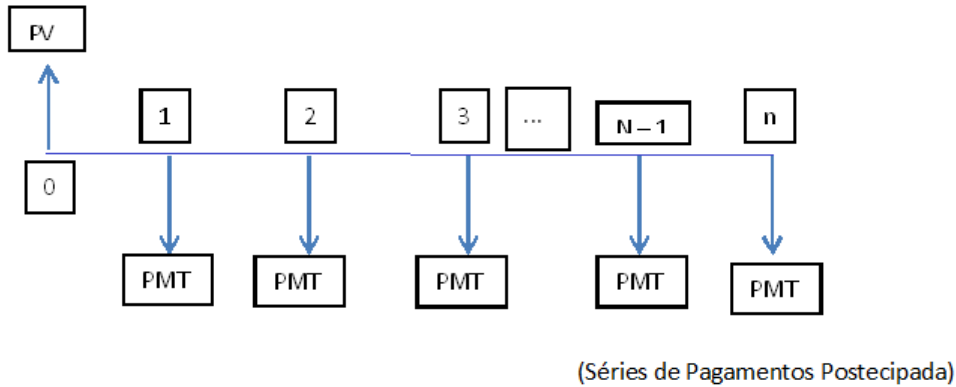 PV
1 2 3 ... N – 1 n
0
PMT PMT PMT PMT PMT
(Séries de Pagamentos Postecipada)